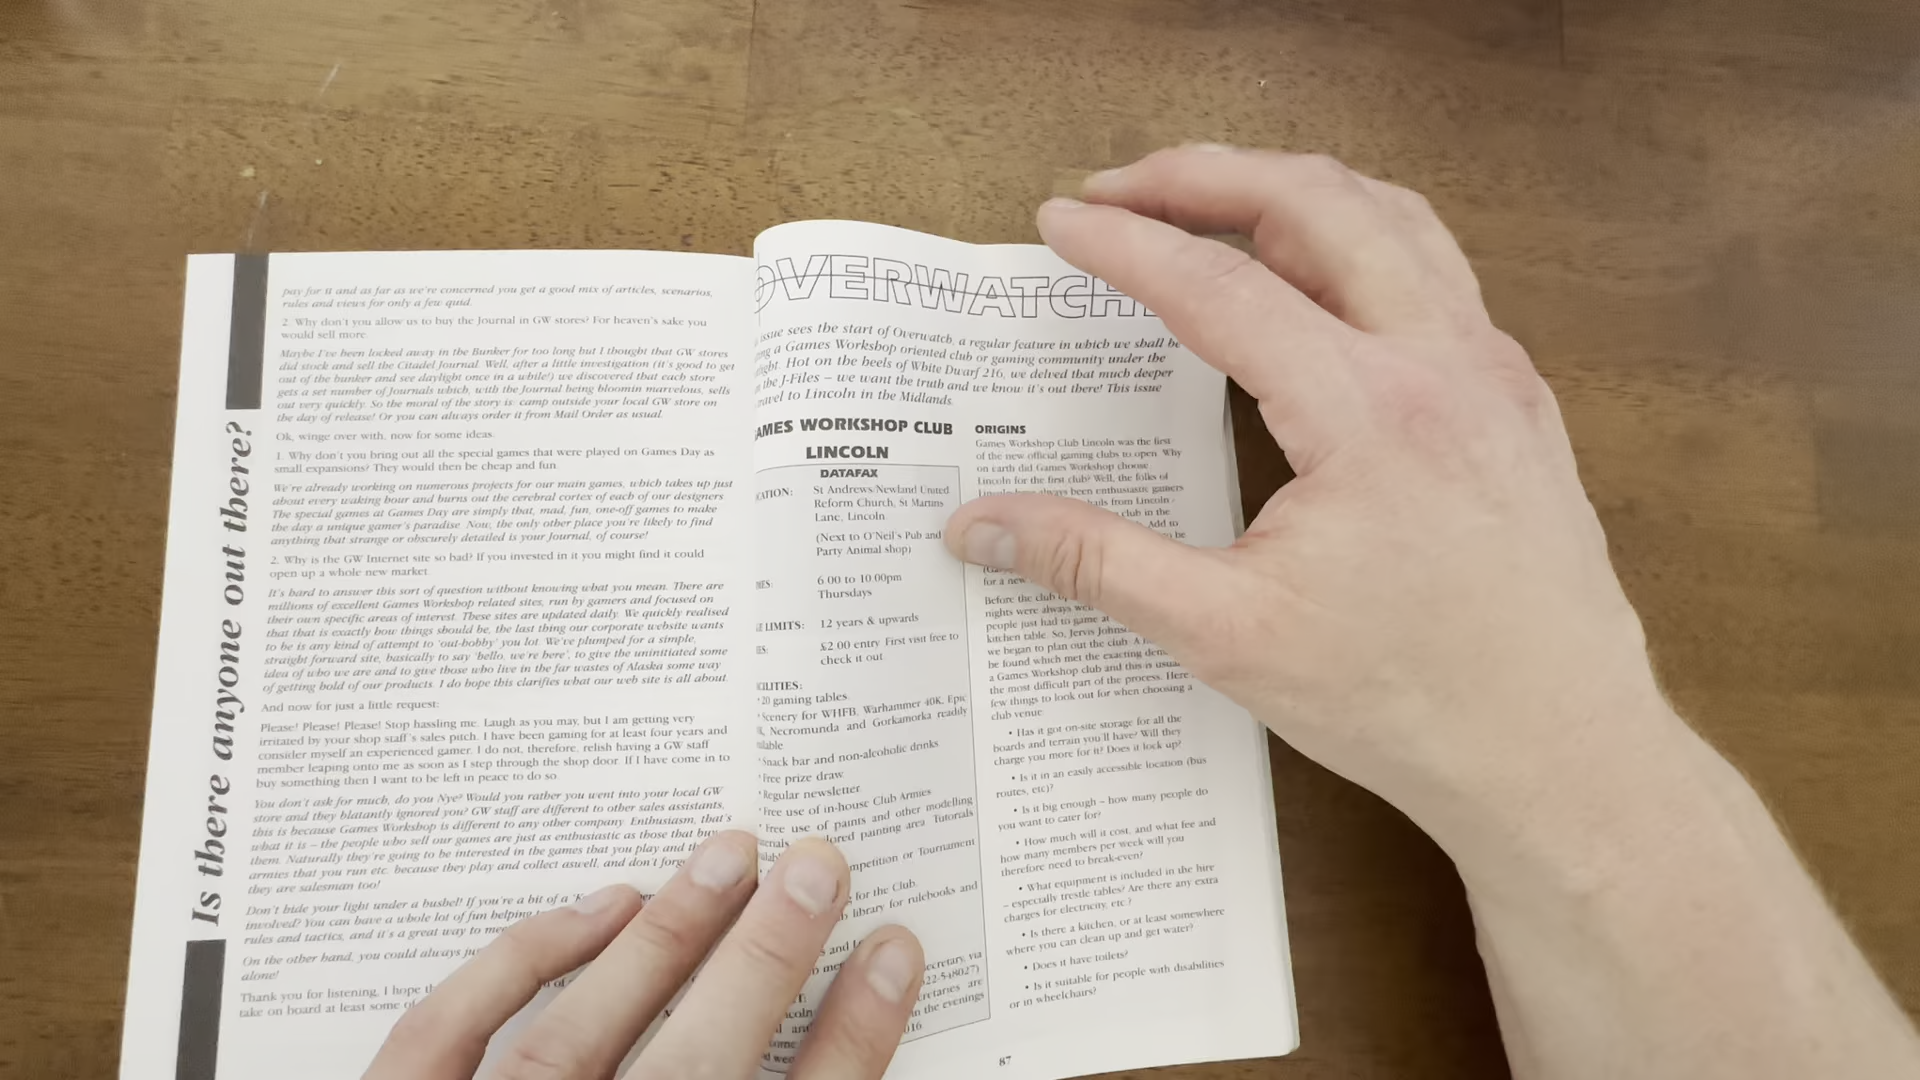 Is there anyone out there?
pay for it and as far as we're concerned you get a good mix of articles, scenarios,
rules and views for only a few quid.
2. Why don't you allow us to buy the Journal in GW stores? For heaven's sake you
would sell more.
Maybe I've been locked away in the Bunker for too long but I thought that GW stores
did stock and sell the Citadel Journal. Well, after a little investigation (it's good to get
out of the bunker and see daylight once in a while!) we discovered that each store
gets a set number of Journals which, with the Journal being bloomin marvelous, sells
out very quickly. So the moral of the story is: camp outside your local GW store on
the day of release! Or you can always order it from Mail Order as usual.
Ok, winge over with, now for some ideas.
1. Why don't you bring out all the special games that were played on Games Day as
small expansions? They would then be cheap and fun.
We're already working on numerous projects for our main games, which takes up just
about every waking hour and burns out the cerebral cortex of each of our designers
The special games at Games Day are simply that, mad, fun, one-off games to make
the day a unique gamer's paradise. Now, the only other place you're likely to find
anything that strange or obscurely detailed is your Journal, of course!
2. Why is the GW Internet site so bad? If you invested in it you might find it could
open up a whole new market.
It's hard to answer this sort of question without knowing what you mean. There are
millions of excellent Games Workshop related sites, run by gamers and focused on
their own specific areas of interest. These sites are updated daily. We quickly realised
that that is exactly how things should be, the last thing our corporate website wants
to be is any kind of attempt to 'out-hobby' you lot. We've plumped for a simple,
straight forward site, basically to say 'hello, we're here', to give the uninitiated some
idea of who we are and to give those who live in the far wastes of Alaska some way
of getting hold of our products. I do hope this clarifies what our web site is all about.
And now for just a little request:
Please! Please! Please! Stop hassling me. Laugh as you may, but I am getting very
irritated by your shop staff's sales pitch. I have been gaming for at least four years and
consider myself an experienced gamer. I do not, therefore, relish having a GW staff
member leaping onto me as soon as I step through the shop door. If I have come in to
buy something then I want to be left in peace to do so.
You don't ask for much, do you Nye? Would you rather you went into your local GW
store and they blatantly ignored you? GW staff are different to other sales assistants,
this is because Games Workshop is different to any other company. Enthusiasm, that's
what it is – the people who sell our games are just as enthusiastic as those that buy
them. Naturally they're going to be interested in the games that you play and
armies that you run etc. because they play and collect aswell, and don't
they are salesman too!
Don't hide your light under a bushel! If you're a bit of a
involved? You can have a whole lot of fun helping
rules and tactics, and it's a great way to
On the other hand, you could always
alone!
Thank you for listening, I hope
take on board at least some of
OVERWATCH
issue sees the start of Overwatch, a regular feature in which we shall be
a Games Workshop oriented club or gaming community under the
Hot on the heels of White Dwarf 216, we delved that much deeper
the J-Files – we want the truth and we know it's out there! This issue
travel to Lincoln in the Midlands.
GAMES WORKSHOP CLUB
LINCOLN
DATAFAX
St Andrews/Newland United
Reform Church, St Martins
Lane, Lincoln
(Next to O'Neil's Pub and
Party Animal shop)
6.00 to 10.00pm
Thursdays
LIMITS: 12 years & upwards
£2.00 entry. First visit free to
check it out.
20 gaming tables.
Scenery for WHFB, Warhammer 40K, Epic
Necromunda and Gorkamorka readily
Snack bar and non-alcoholic drinks
Free prize draw
Regular newsletter
Free use of in-house Club Armies
Free use of paints and other modelling
painting area. Tutorials
or Tournament
for the Club.
library for rulebooks and
via
are
in the evenings
ORIGINS
Games Workshop Club Lincoln was the first
of the new official gaming clubs to open. Why
on earth did Games Workshop choose
Lincoln for the first club? Well, the folks of
always been enthusiastic gamers
from Lincoln -
club in the
Add to
be
for a new
Before the club
nights were always
people just had to game at
kitchen table. So, Jervis
we began to plan out the club. A
be found which met the exacting
a Games Workshop club and this is
the most difficult part of the process. Here
few things to look out for when choosing a
club venue:
• Has it got on-site storage for all the
boards and terrain you'll have? Will they
charge you more for it? Does it lock up?
• Is it in an easily accessible location (bus
routes, etc)?
• Is it big enough – how many people do
you want to cater for?
• How much will it cost, and what fee and
how many members per week will you
therefore need to break-even?
• What equipment is included in the hire
– especially trestle tables? Are there any extra
charges for electricity, etc.?
• Is there a kitchen, or at least somewhere
where you can clean up and get water?
• Does it have toilets?
• Is it suitable for people with disabilities
or in wheelchairs?
87